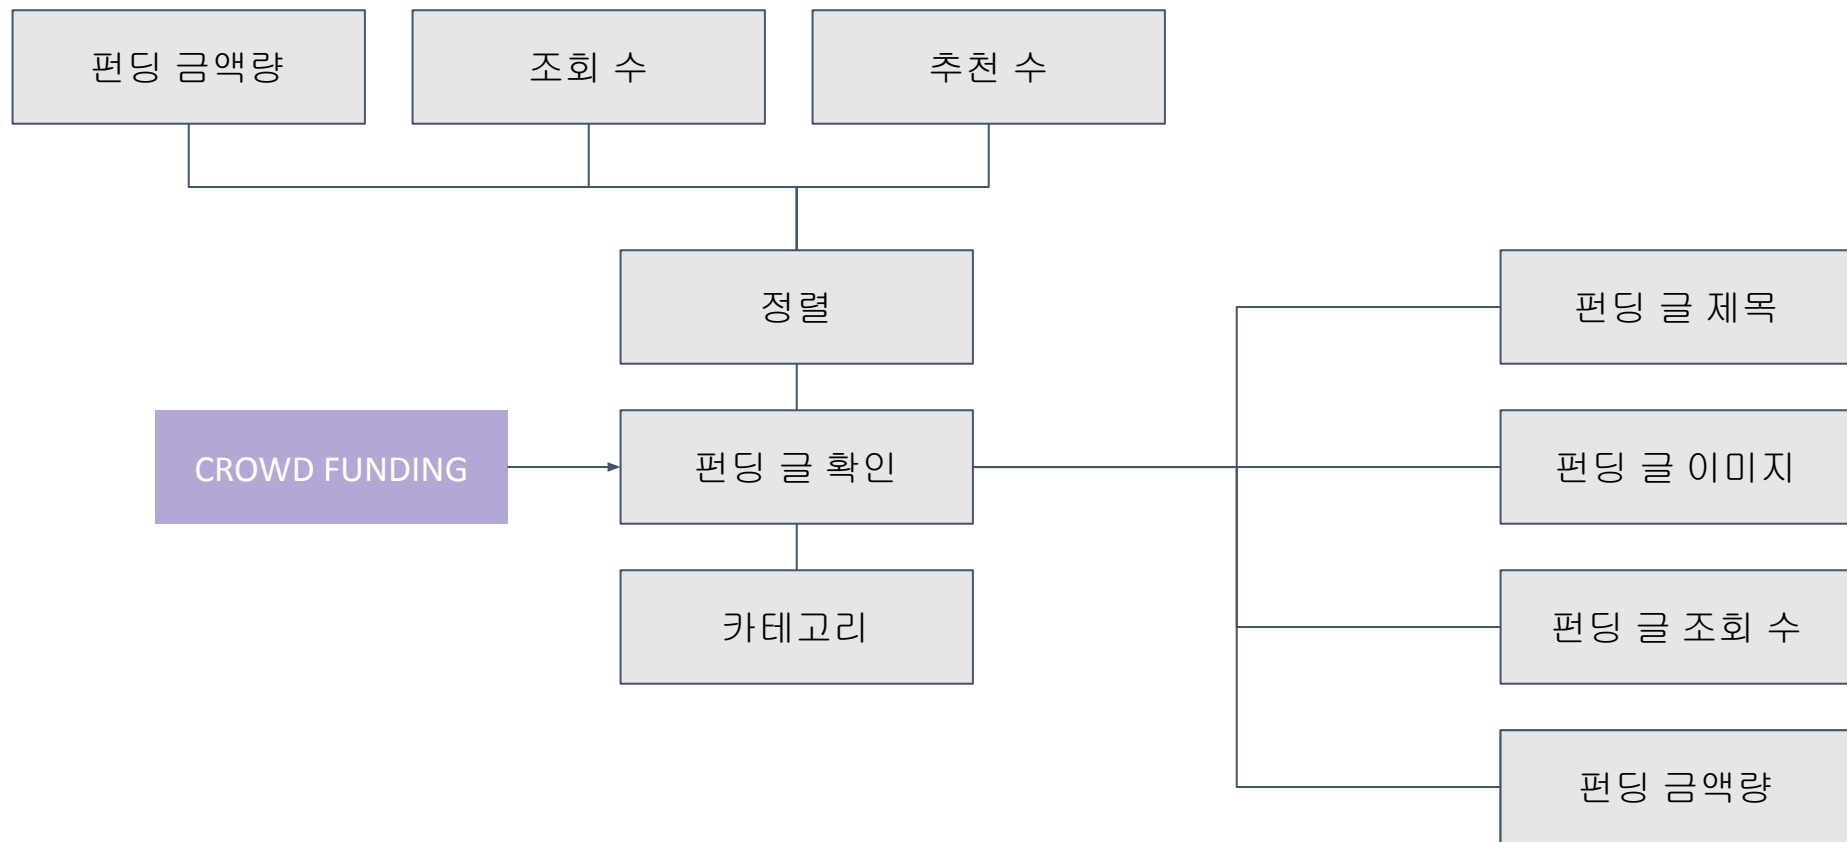 펀딩 금액량
조회 수
추천 수
정렬
펀딩 글 제목
CROWD FUNDING
펀딩 글 확인
펀딩 글 이미지
카테고리
펀딩 글 조회 수
펀딩 금액량